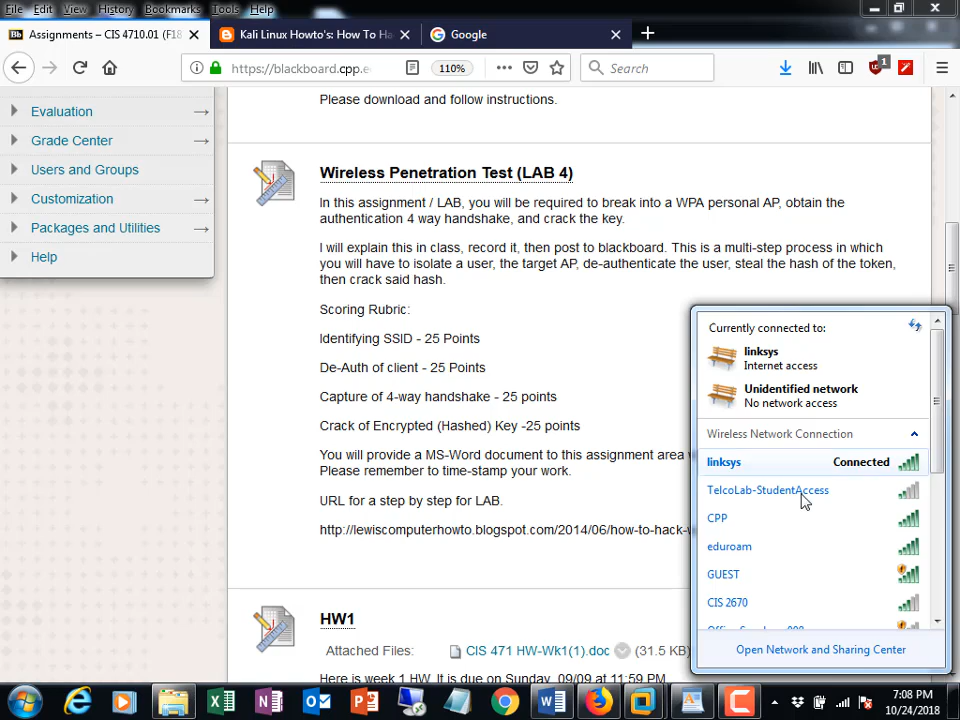 File Edit View History Bookmarks Tools Help
Assignments – CIS 4710.01 (F18
Kali Linux Howto's: How To Ha
Google
https://blackboard.cpp.e
110%
Search
1
Evaluation
Grade Center
Users and Groups
Customization
Packages and Utilities
Help
Please download and follow instructions.
Wireless Penetration Test (LAB 4)
In this assignment / LAB, you will be required to break into a WPA personal AP, obtain the
authentication 4 way handshake, and crack the key.
I will explain this in class, record it, then post to blackboard. This is a multi-step process in which
you will have to isolate a user, the target AP, de-authenticate the user, steal the hash of the token,
then crack said hash.
Scoring Rubric:
Identifying SSID - 25 Points
De-Auth of client - 25 Points
Capture of 4-way handshake - 25 points
Crack of Encrypted (Hashed) Key -25 points
You will provide a MS-Word document to this assignment area
Please remember to time-stamp your work.
URL for a step by step for LAB.
http://lewiscomputerhowto.blogspot.com/2014/06/how-to-hack-
HW1
Attached Files: CIS 471 HW-Wk1(1).doc (31.5 KB)
Here is week 1 HW. It is due on Sunday, 09/09 at 11:59 PM
Currently connected to:
linksys
Internet access
Unidentified network
No network access
Wireless Network Connection
linksys Connected
TelcoLab-StudentAccess
CPP
eduroam
GUEST
CIS 2670
Open Network and Sharing Center
7:08 PM
10/24/2018